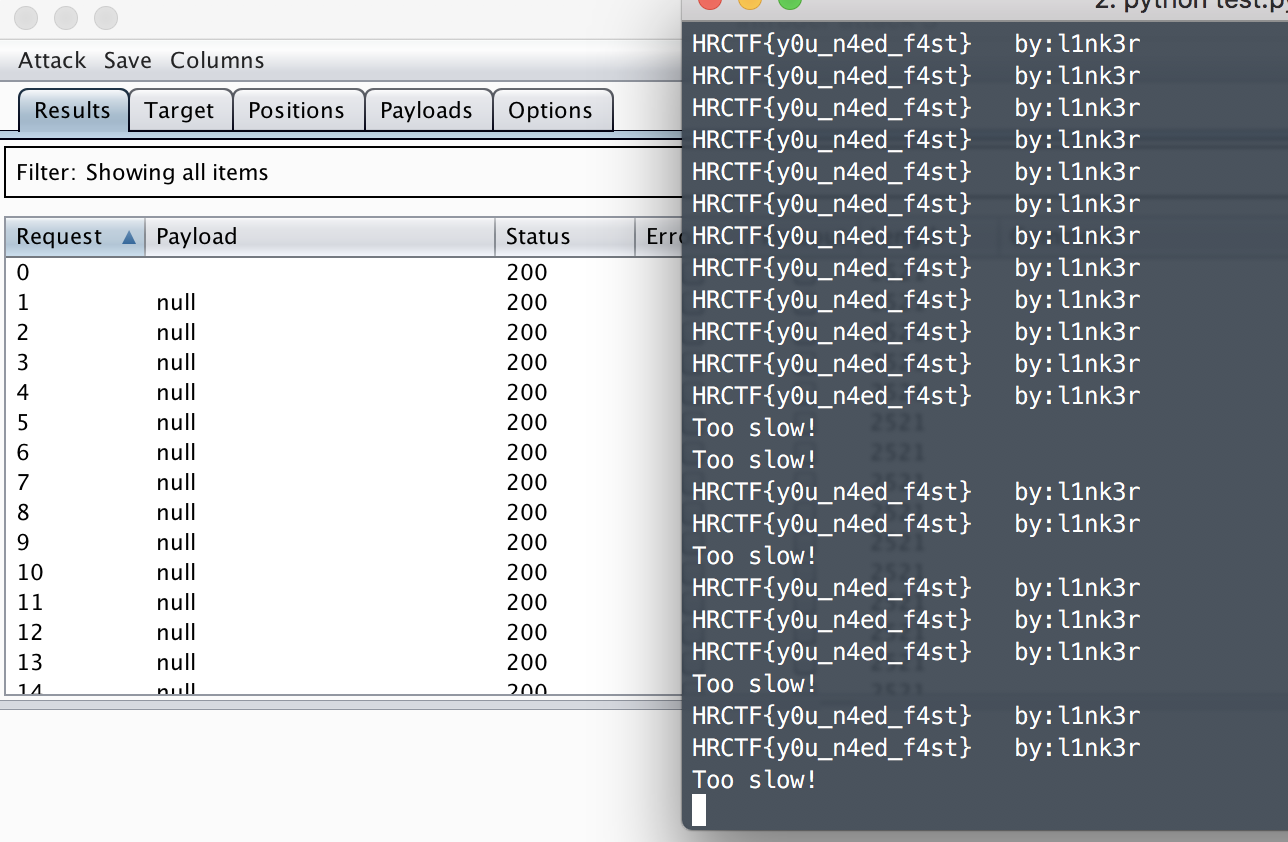 Attack Save Columns
Results Target Positions Payloads Options
Filter: Showing all items
Request Payload Status
0 200
1 null 200
2 null 200
3 null 200
4 null 200
5 null 200
6 null 200
7 null 200
8 null 200
9 null 200
10 null 200
11 null 200
12 null 200
13 null 200
14 null 200
2. python test.py
HRCTF{y0u_n4ed_f4st} by:l1nk3r
HRCTF{y0u_n4ed_f4st} by:l1nk3r
HRCTF{y0u_n4ed_f4st} by:l1nk3r
HRCTF{y0u_n4ed_f4st} by:l1nk3r
HRCTF{y0u_n4ed_f4st} by:l1nk3r
HRCTF{y0u_n4ed_f4st} by:l1nk3r
HRCTF{y0u_n4ed_f4st} by:l1nk3r
HRCTF{y0u_n4ed_f4st} by:l1nk3r
HRCTF{y0u_n4ed_f4st} by:l1nk3r
HRCTF{y0u_n4ed_f4st} by:l1nk3r
HRCTF{y0u_n4ed_f4st} by:l1nk3r
HRCTF{y0u_n4ed_f4st} by:l1nk3r
Too slow!
Too slow!
HRCTF{y0u_n4ed_f4st} by:l1nk3r
HRCTF{y0u_n4ed_f4st} by:l1nk3r
Too slow!
HRCTF{y0u_n4ed_f4st} by:l1nk3r
HRCTF{y0u_n4ed_f4st} by:l1nk3r
HRCTF{y0u_n4ed_f4st} by:l1nk3r
Too slow!
HRCTF{y0u_n4ed_f4st} by:l1nk3r
HRCTF{y0u_n4ed_f4st} by:l1nk3r
Too slow!